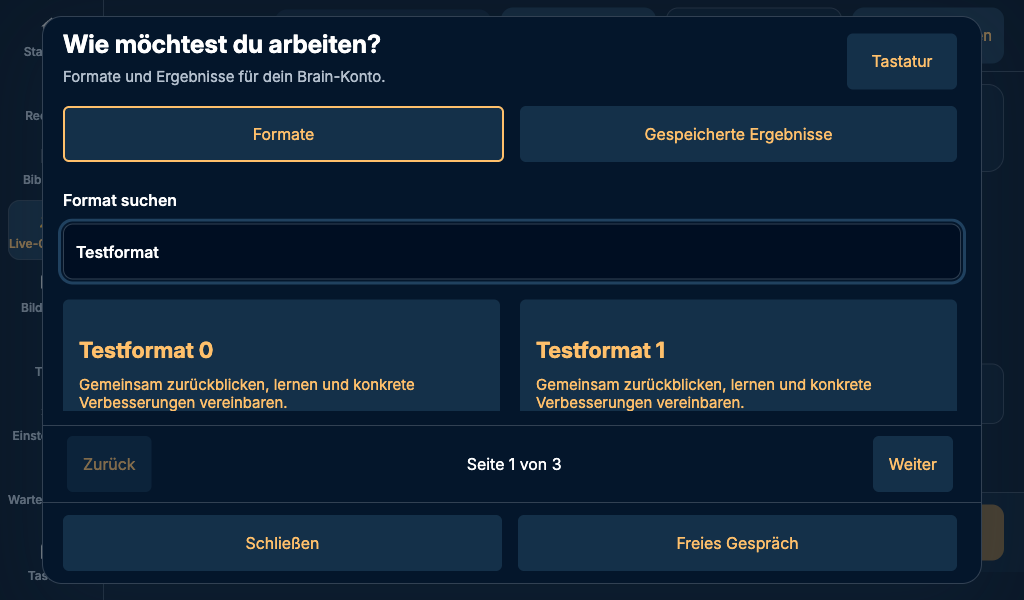 Wie möchtest du arbeiten?
Formate und Ergebnisse für dein Brain-Konto.
Tastatur
Formate
Gespeicherte Ergebnisse
Format suchen
Testformat
Testformat 0
Gemeinsam zurückblicken, lernen und konkrete
Verbesserungen vereinbaren.
Testformat 1
Gemeinsam zurückblicken, lernen und konkrete
Verbesserungen vereinbaren.
Zurück
Seite 1 von 3
Weiter
Schließen
Freies Gespräch